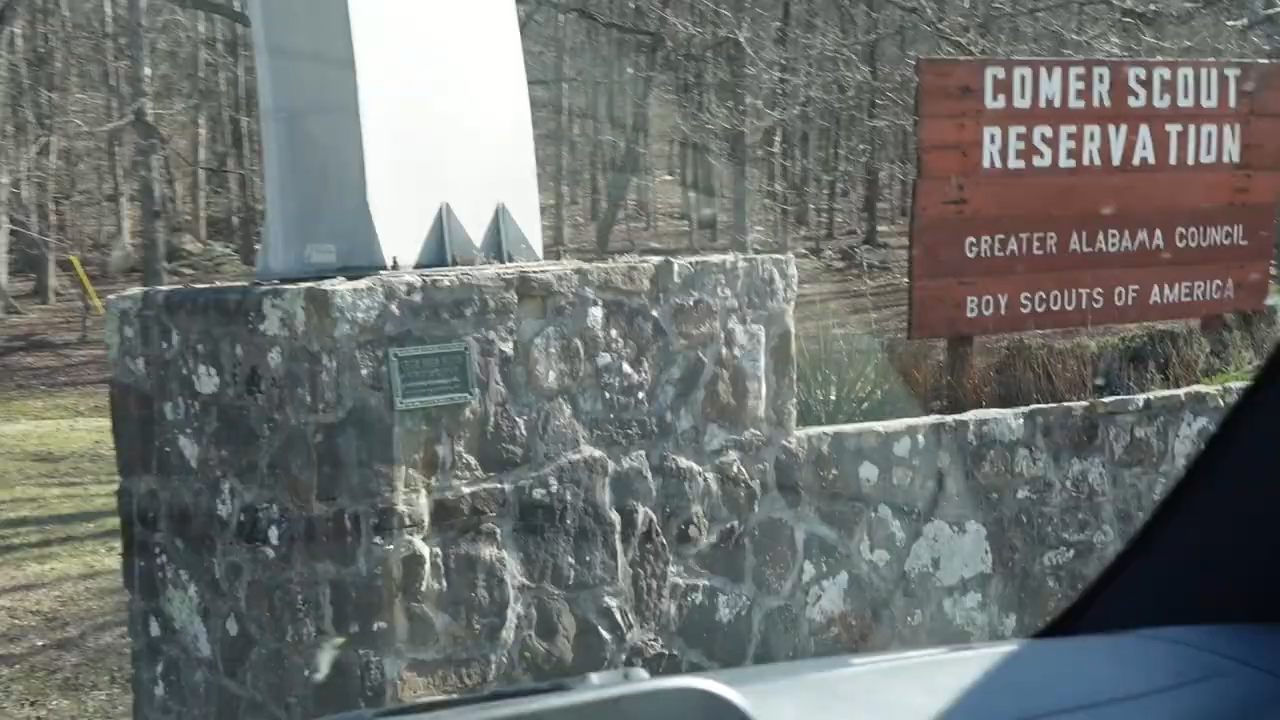 COMER SCOUT
RESERVATION
GREATER ALABAMA COUNCIL
BOY SCOUTS OF AMERICA